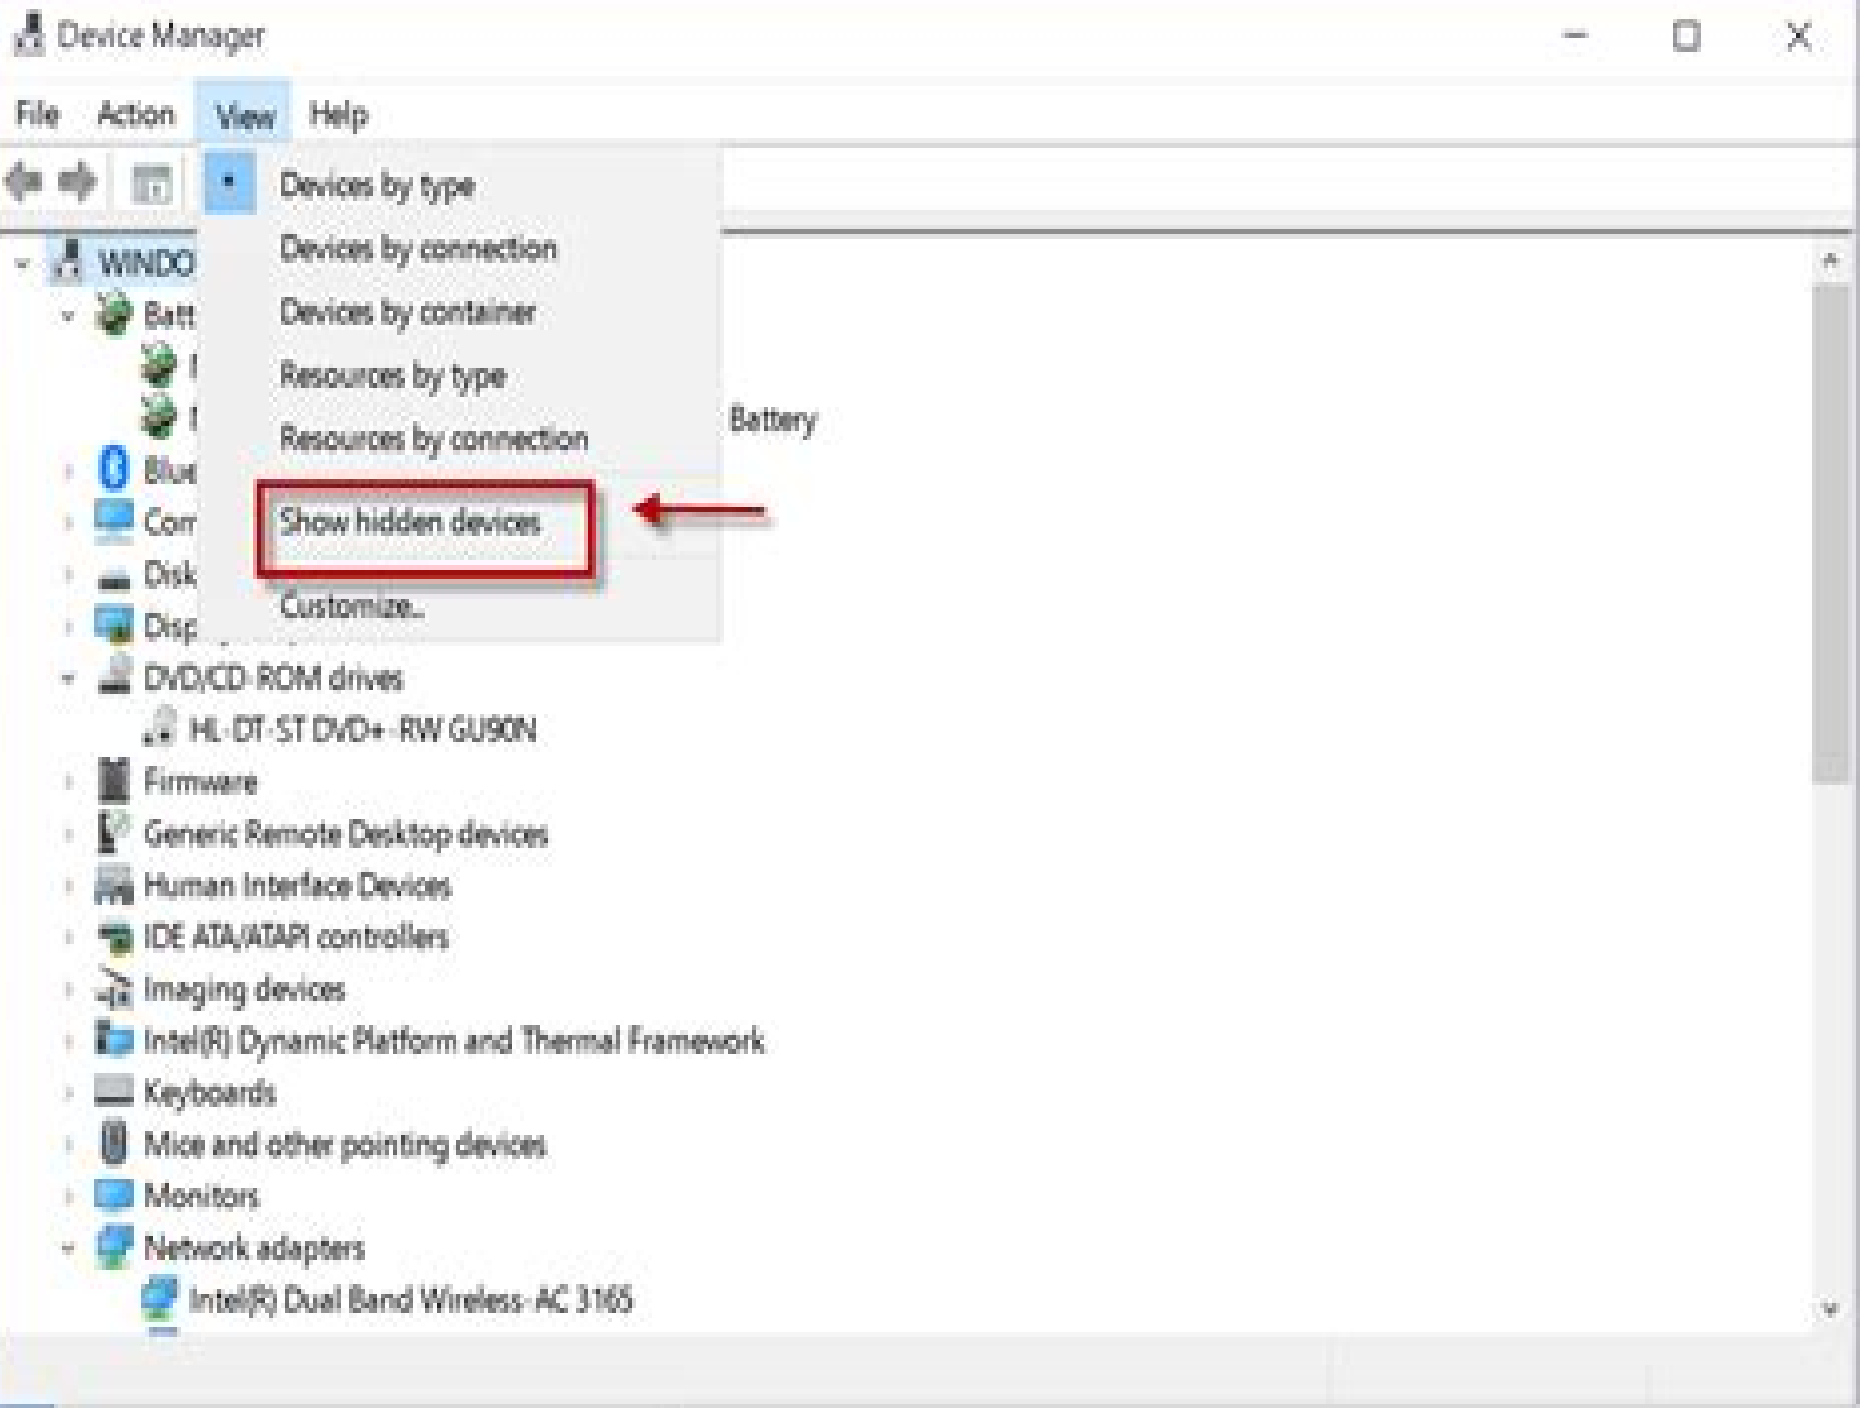 Device Manager
File Action View Help
Devices by type
Devices by connection
Devices by container
Resources by type
Resources by connection
Show hidden devices
Customize..
WINDO
Batt
Battery
Blue
Com
Disk
Disp
DVD/CD-ROM drives
HL-DT-ST DVD+-RW GU90N
Firmware
Generic Remote Desktop devices
Human Interface Devices
IDE ATA/ATAPI controllers
Imaging devices
Intel(R) Dynamic Platform and Thermal Framework
Keyboards
Mice and other pointing devices
Monitors
Network adapters
Intel(R) Dual Band Wireless-AC 3165